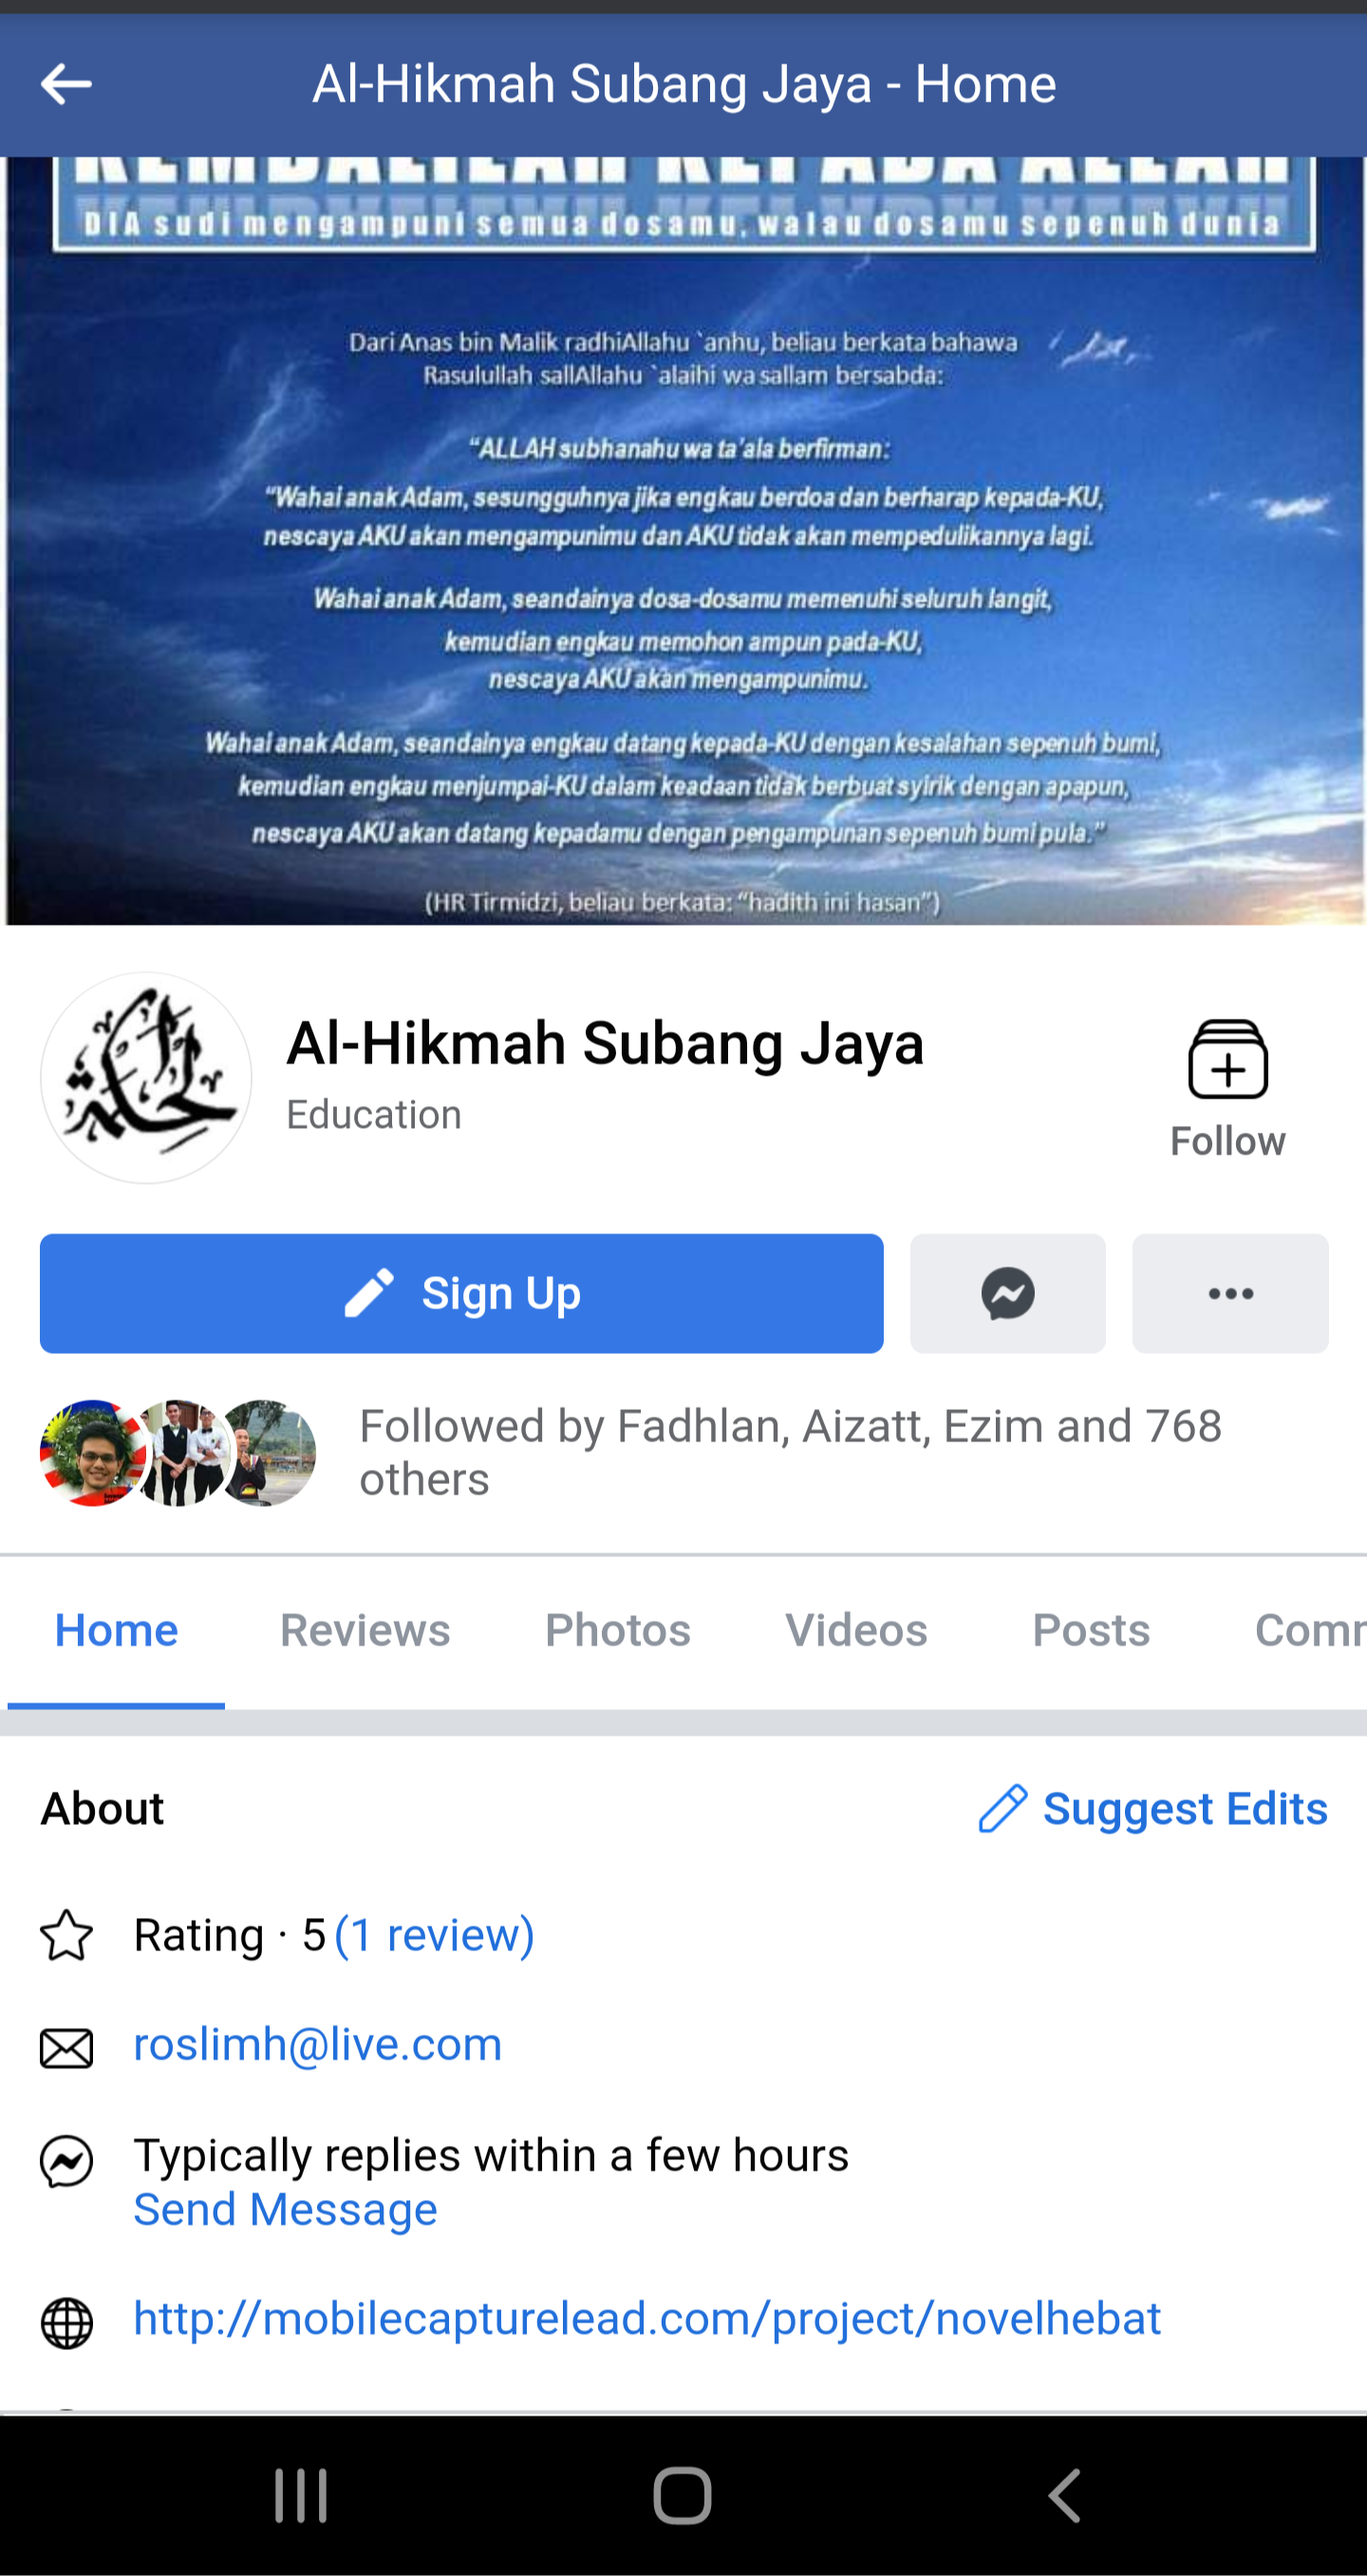 Al-Hikmah Subang Jaya - Home
KEMBALILAH KEPADA ALLAH
DIA sudi mengampuni semua dosamu, walau dosamu sepenuh dunia
Dari Anas bin Malik radhiAllahu `anhu, beliau berkata bahawa
Rasulullah sallAllahu `alaihi wa sallam bersabda:
“ALLAH subhanahu wa ta’ala berfirman:
“Wahai anak Adam, sesungguhnya jika engkau berdoa dan berharap kepada-KU,
nescaya AKU akan mengampunimu dan AKU tidak akan mempedulikannya lagi.
Wahai anak Adam, seandainya dosa-dosamu memenuhi seluruh langit,
kemudian engkau memohon ampun pada-KU,
nescaya AKU akan mengampunimu.
Wahai anak Adam, seandainya engkau datang kepada-KU dengan kesalahan sepenuh bumi,
kemudian engkau menjumpai-KU dalam keadaan tidak berbuat syirik dengan apapun,
nescaya AKU akan datang kepadamu dengan pengampunan sepenuh bumi pula.”
(HR Tirmidzi, beliau berkata: “hadith ini hasan”)
Al-Hikmah Subang Jaya
Education
Follow
Sign Up
Followed by Fadhlan, Aizatt, Ezim and 768
others
Home Reviews Photos Videos Posts Comm
About Suggest Edits
Rating · 5 (1 review)
roslimh@live.com
Typically replies within a few hours
Send Message
http://mobilecapturelead.com/project/novelhebat